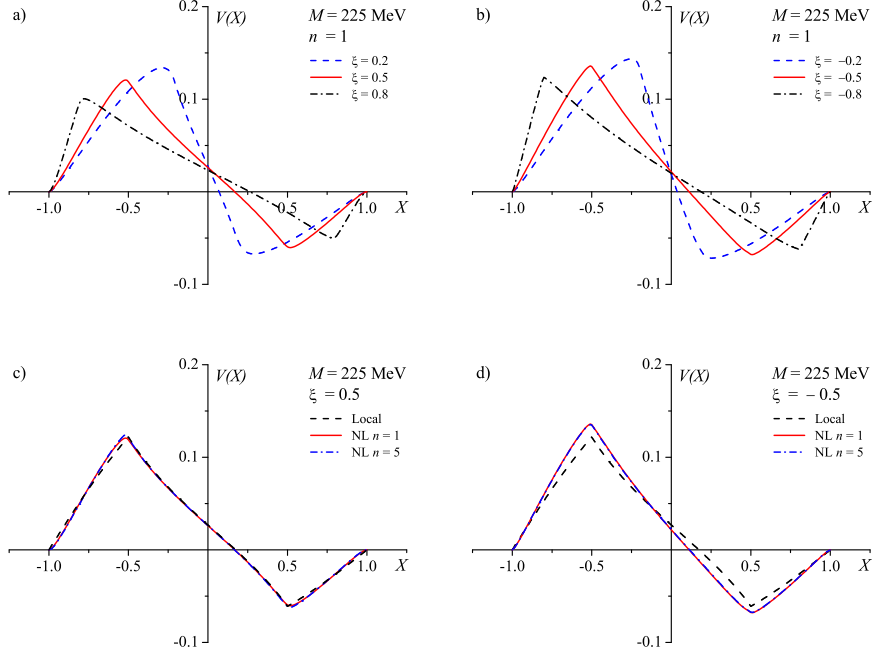 a)
0.2
V(X)
M = 225 MeV
n = 1
ξ = 0.2
ξ = 0.5
ξ = 0.8
0.1
-1.0
-0.5
0.5
1.0
X
-0.1
b)
0.2
V(X)
M = 225 MeV
n = 1
ξ = −0.2
ξ = −0.5
ξ = −0.8
0.1
-1.0
-0.5
0.5
1.0
X
-0.1
c)
0.2
V(X)
M = 225 MeV
ξ = 0.5
Local
NL n = 1
NL n = 5
0.1
-1.0
-0.5
0.5
1.0
X
-0.1
d)
0.2
V(X)
M = 225 MeV
ξ = − 0.5
Local
NL n = 1
NL n = 5
0.1
-1.0
-0.5
0.5
1.0
X
-0.1